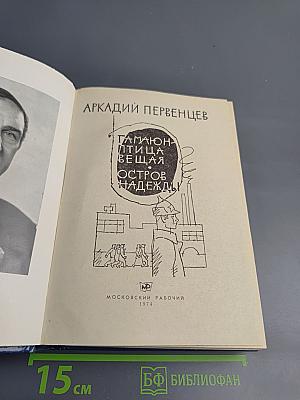 АРКАДИЙ ПЕРВЕНЦЕВ
ГАМАЮН-
ПТИЦА
ВЕЩАЯ
ОСТРОВ
НАДЕЖДЫ
МР
МОСКОВСКИЙ РАБОЧИЙ
1974
15 см
БФ БИБЛИОФАН